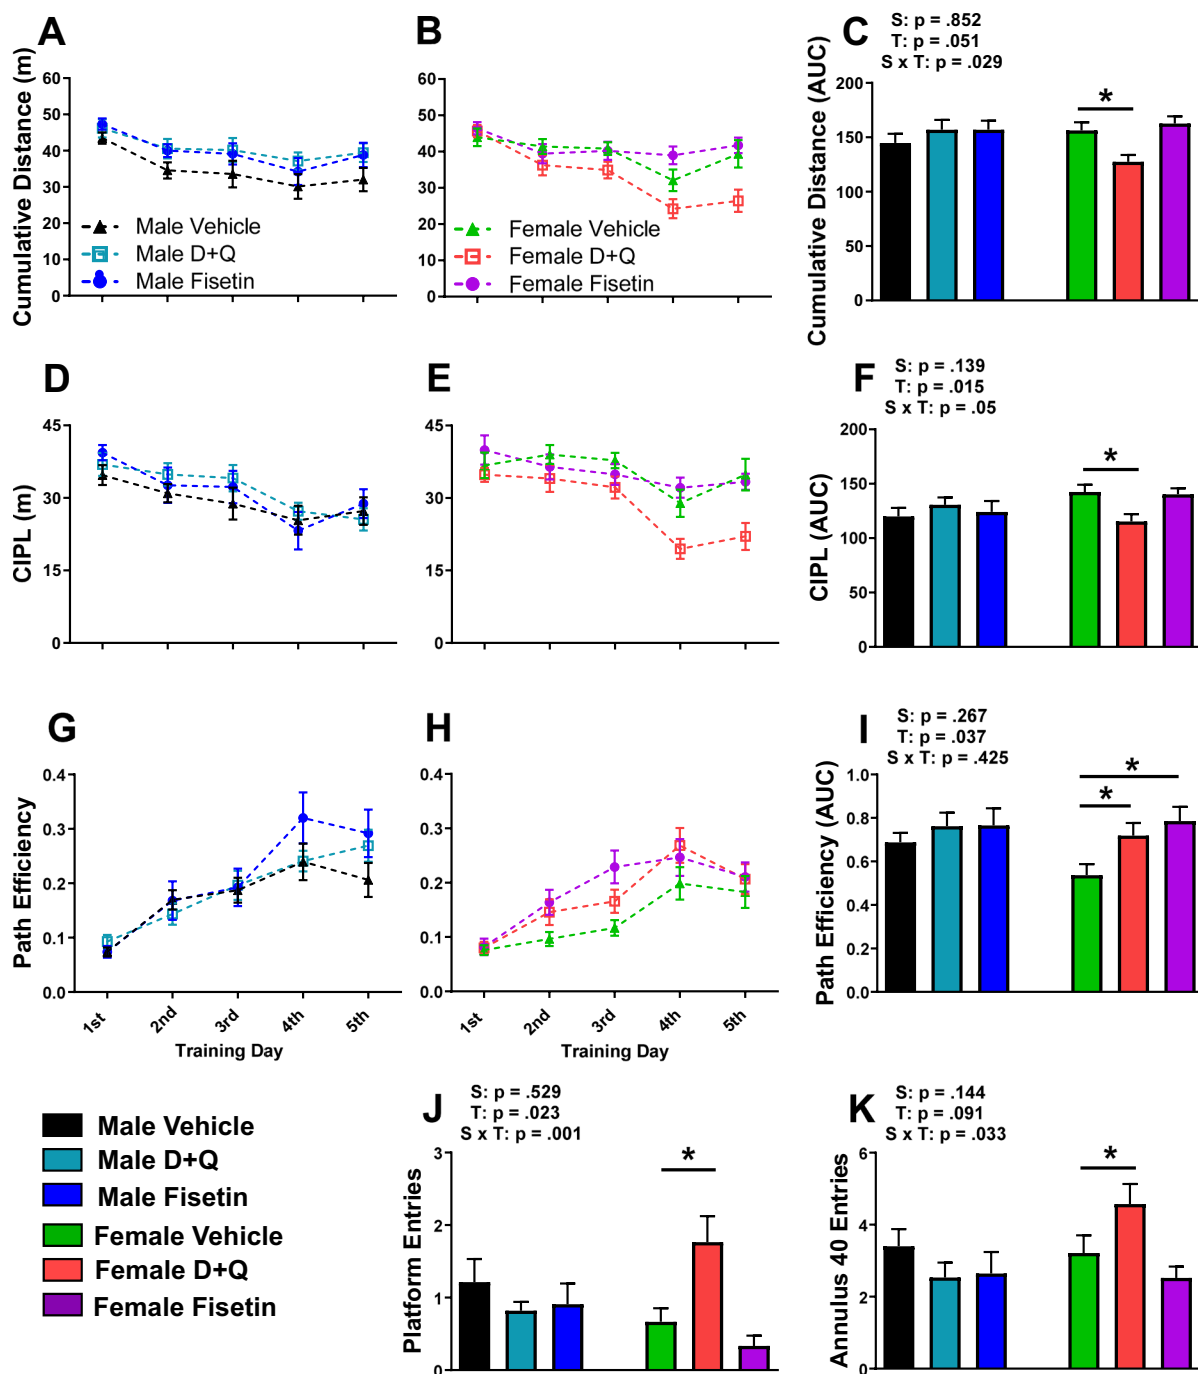 A
Cumulative Distance (m)
60
50
40
30
20
10
0
Male Vehicle
Male D+Q
Male Fisetin
B
60
50
40
30
20
10
0
Female Vehicle
Female D+Q
Female Fisetin
C
S: p = .852
T: p = .051
S x T: p = .029
Cumulative Distance (AUC)
200
150
100
50
0
*
D
CIPL (m)
45
30
15
0
E
45
30
15
0
F
S: p = .139
T: p = .015
S x T: p = .05
CIPL (AUC)
200
150
100
50
0
*
G
Path Efficiency
0.4
0.3
0.2
0.1
0.0
1st
2nd
3rd
4th
5th
Training Day
H
0.4
0.3
0.2
0.1
0.0
1st
2nd
3rd
4th
5th
Training Day
I
S: p = .267
T: p = .037
S x T: p = .425
Path Efficiency (AUC)
1.0
0.8
0.6
0.4
0.2
0.0
*
*
Male Vehicle
Male D+Q
Male Fisetin
Female Vehicle
Female D+Q
Female Fisetin
J
S: p = .529
T: p = .023
S x T: p = .001
Platform Entries
3
2
1
0
*
K
S: p = .144
T: p = .091
S x T: p = .033
Annulus 40 Entries
6
4
2
0
*